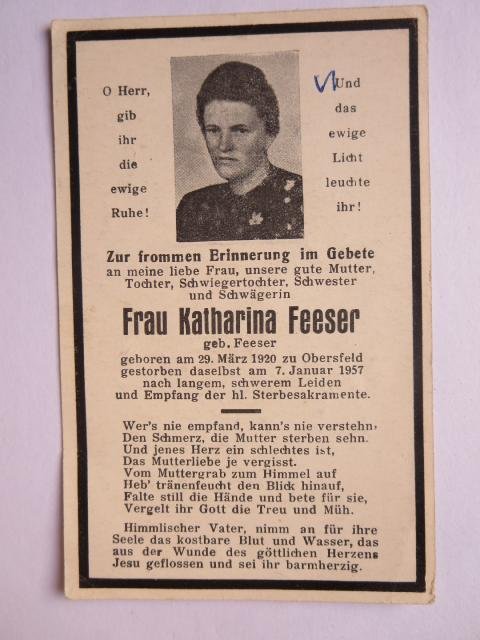 O Herr,
gib
ihr
die
ewige
Ruhe!
Und
das
ewige
Licht
leuchte
ihr!
Zur frommen Erinnerung im Gebete
an meine liebe Frau, unsere gute Mutter,
Tochter, Schwiegertochter, Schwester
und Schwägerin
Frau Katharina Feeser
geb. Feeser
geboren am 29. März 1920 zu Obersfeld
gestorben daselbst am 7. Januar 1957
nach langem, schwerem Leiden
und Empfang der hl. Sterbesakramente.
Wer's nie empfand, kann's nie verstehn,
Den Schmerz, die Mutter sterben sehn.
Und jenes Herz ein schlechtes ist,
Das Mutterliebe je vergisst.
Vom Muttergrab zum Himmel auf
Heb' tränenfeucht den Blick hinauf,
Falte still die Hände und bete für sie,
Vergelt ihr Gott die Treu und Müh.
Himmlischer Vater, nimm an für ihre
Seele das kostbare Blut und Wasser, das
aus der Wunde des göttlichen Herzens
Jesu geflossen und sei ihr barmherzig.